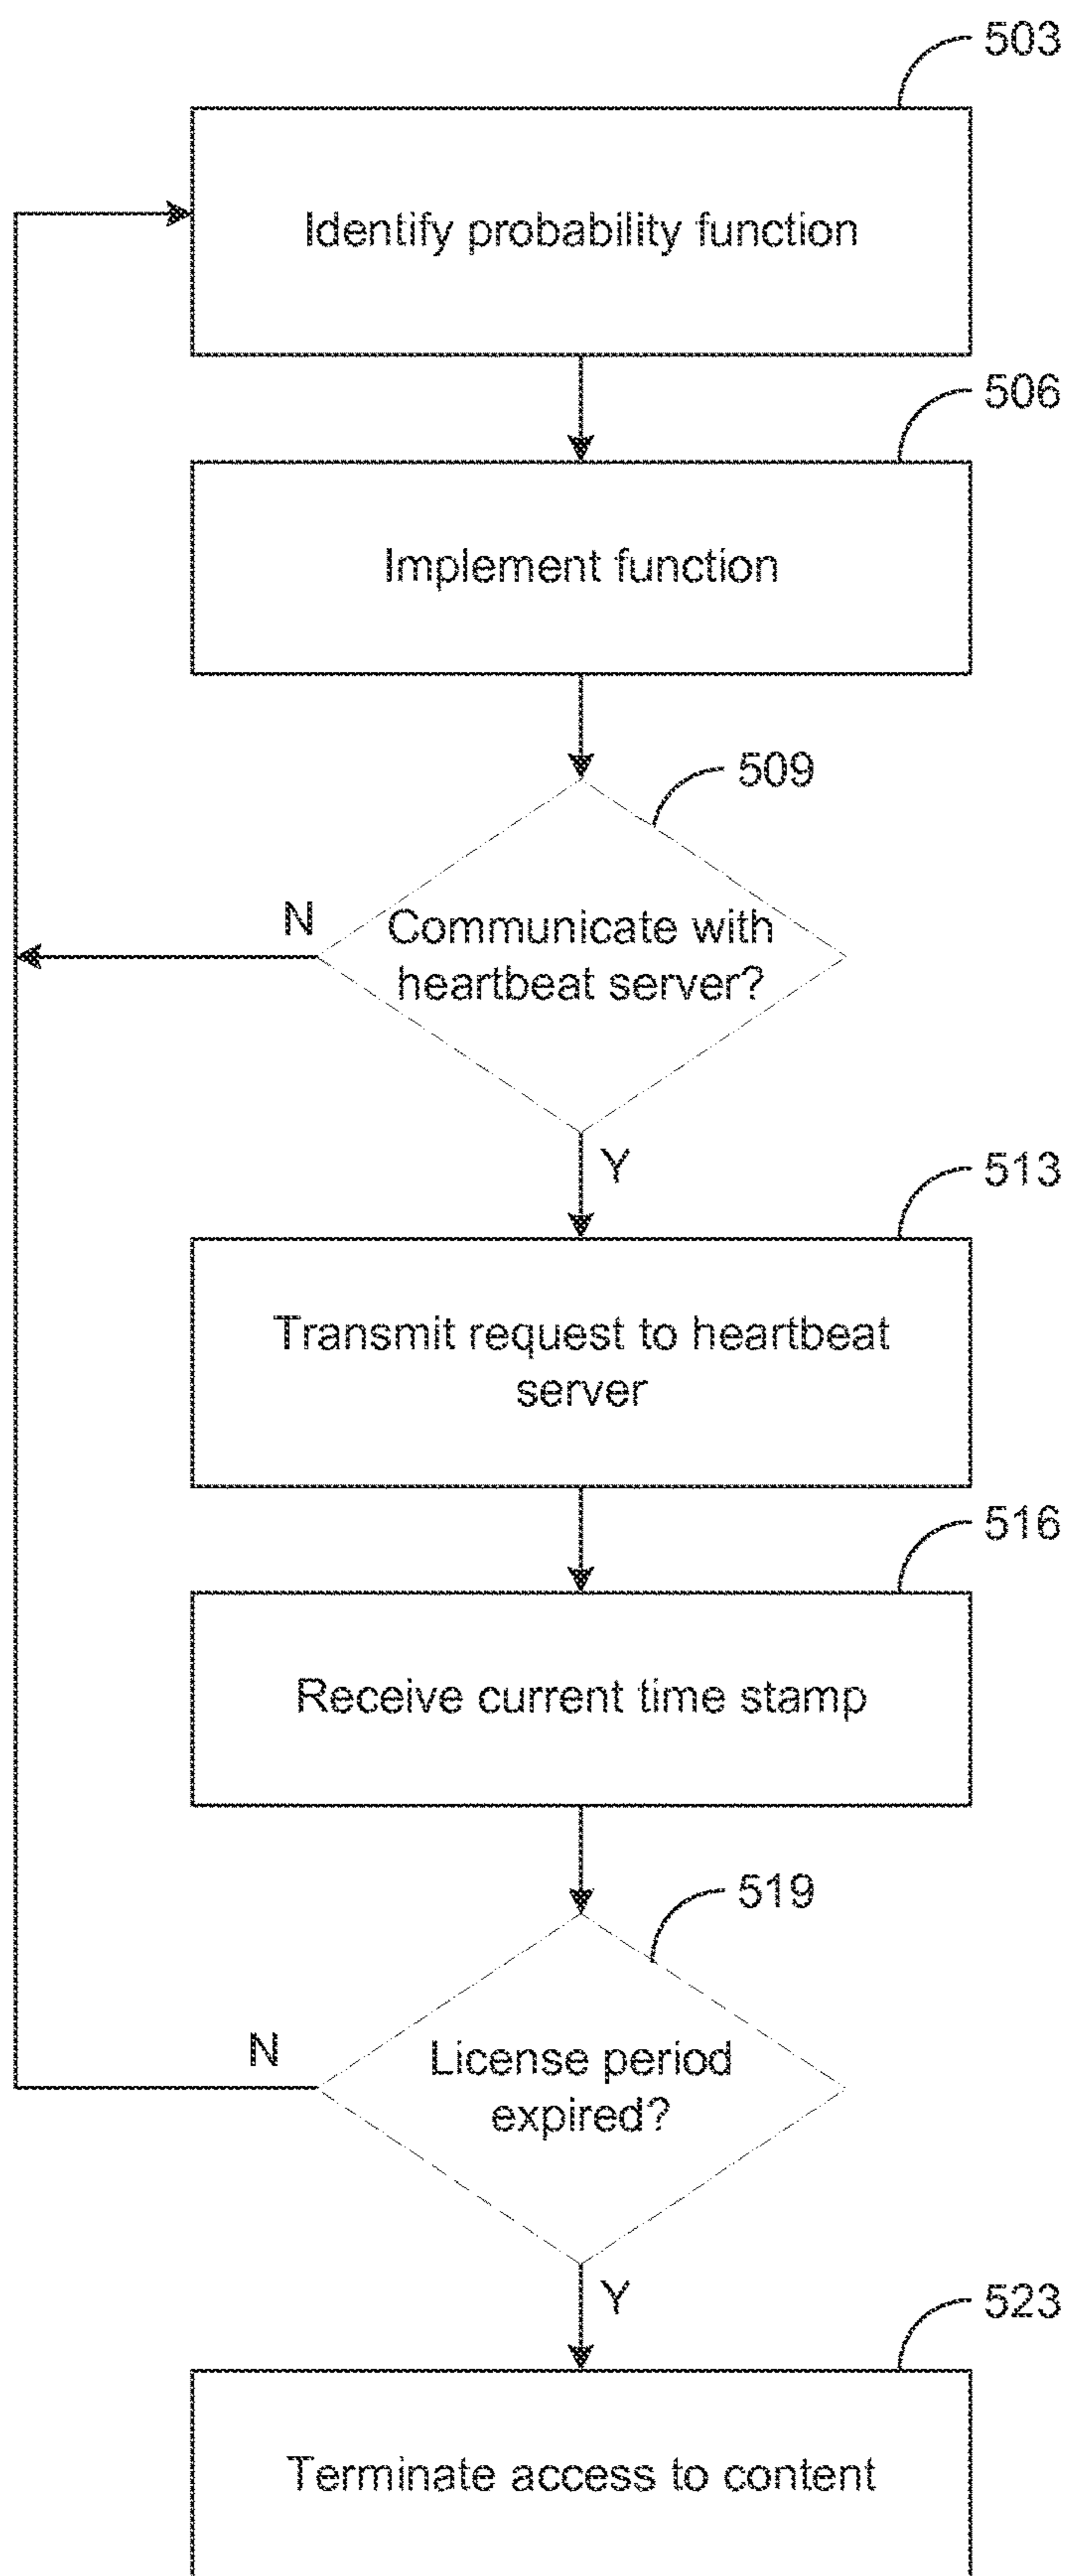 503
Identify probability function
506
Implement function
509
N
Communicate with
heartbeat server?
Y
513
Transmit request to heartbeat
server
516
Receive current time stamp
519
N
License period
expired?
Y
523
Terminate access to content